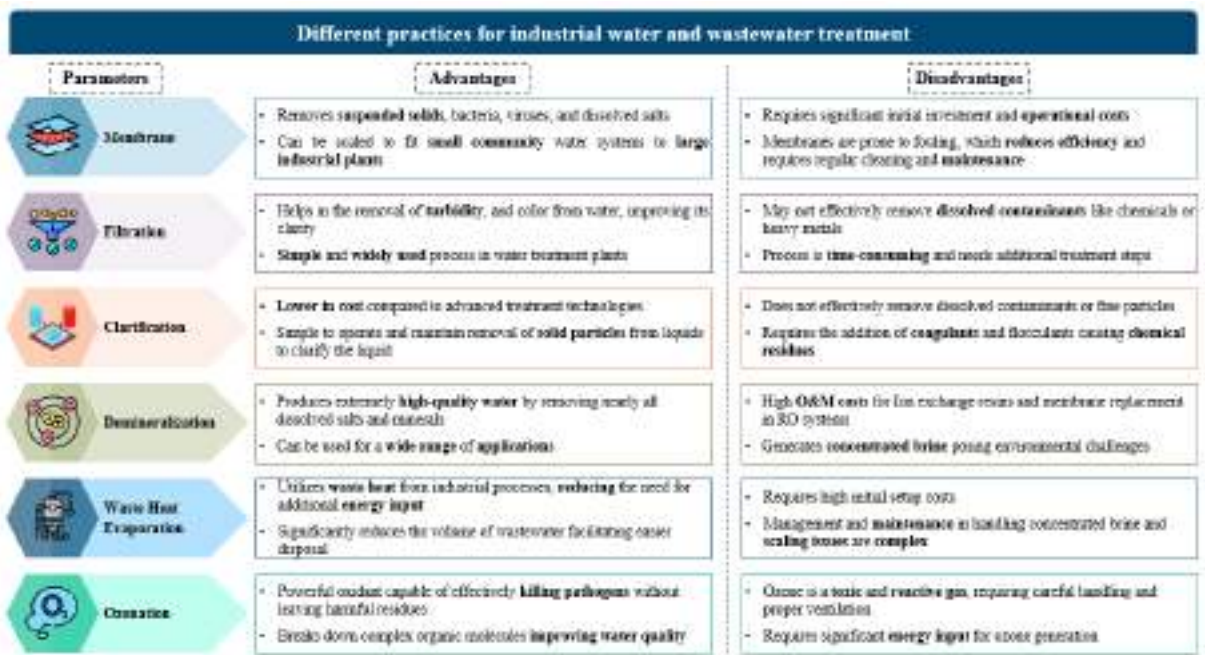 Different practices for industrial water and wastewater treatment
Parameters
Advantages
Disadvantages
Membrane
• Removes suspended solids, bacteria, viruses, and dissolved salts
• Can be scaled to fit small community water systems to large
industrial plants
• Requires significant initial investment and operational costs
• Membranes are prone to fouling, which reduces efficiency and
requires regular cleaning and maintenance
Filtration
• Helps in the removal of turbidity, and color from water, improving its
clarity
• Simple and widely used process in water treatment plants
• May not effectively remove dissolved contaminants like chemicals or
heavy metals
• Process is time-consuming and needs additional treatment steps
Clarification
• Lower in cost compared to advanced treatment technologies
• Simple to operate and maintain removal of solid particles from liquids
to clarify the liquid
• Does not effectively remove dissolved contaminants or fine particles
• Requires the addition of coagulants and flocculants causing chemical
residues
Demineralization
• Produces extremely high-quality water by removing nearly all
dissolved salts and minerals
• Can be used for a wide range of applications
• High O&M costs for Ion exchange resins and membrane replacement
in RO systems
• Generates concentrated brine posing environmental challenges
Waste Heat
Evaporation
• Utilizes waste heat from industrial processes, reducing the need for
additional energy input
• Significantly reduces the volume of wastewater facilitating easier
disposal
• Requires high initial setup costs
• Management and maintenance in handling concentrated brine and
scaling issues are complex
Ozonation
• Powerful oxidant capable of effectively killing pathogens without
leaving harmful residues
• Breaks down complex organic molecules improving water quality
• Ozone is a toxic and reactive gas, requiring careful handling and
proper ventilation
• Requires significant energy input for ozone generation